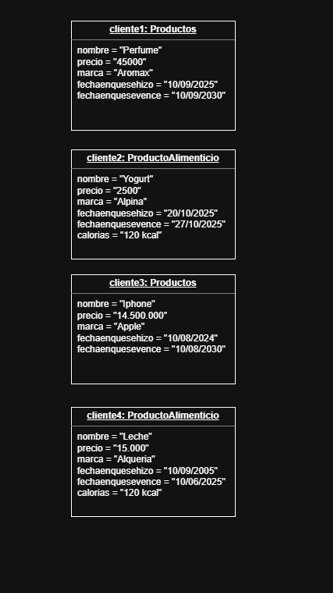 cliente1: Productos
nombre = "Perfume"
precio = "45000"
marca = "Aromax"
fechaenquesehizo = "10/09/2025"
fechaenquesevence = "10/09/2030"
cliente2: ProductoAlimenticio
nombre = "Yogurt"
precio = "2500"
marca = "Alpina"
fechaenquesehizo = "20/10/2025"
fechaenquesevence = "27/10/2025"
calorias = "120 kcal"
cliente3: Productos
nombre = "Iphone"
precio = "14.500.000"
marca = "Apple"
fechaenquesehizo = "10/08/2024"
fechaenquesevence = "10/08/2030"
cliente4: ProductoAlimenticio
nombre = "Leche"
precio = "15.000"
marca = "Alqueria"
fechaenquesehizo = "10/09/2005"
fechaenquesevence = "10/06/2025"
calorias = "120 kcal"